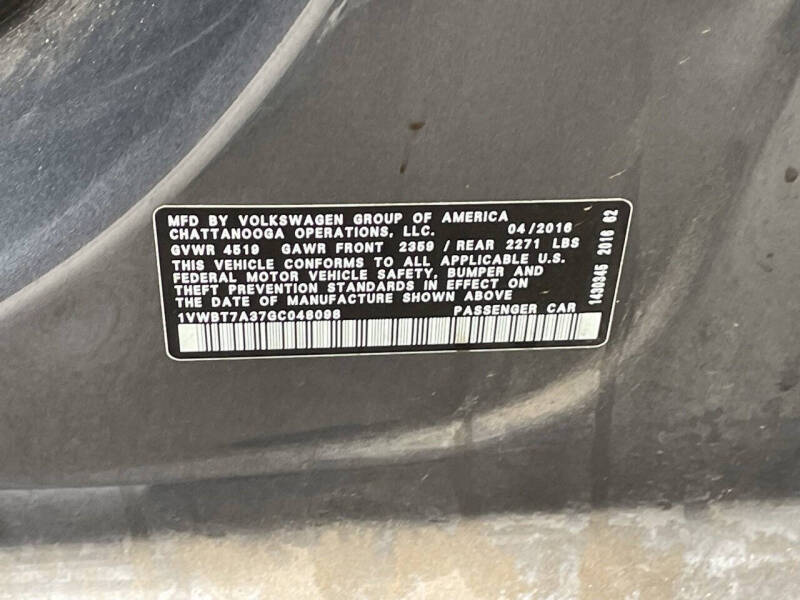 MFD BY VOLKSWAGEN GROUP OF AMERICA
CHATTANOOGA OPERATIONS, LLC. 04/2016
GVWR 4519 GAWR FRONT 2359 / REAR 2271 LBS
THIS VEHICLE CONFORMS TO ALL APPLICABLE U.S.
FEDERAL MOTOR VEHICLE SAFETY, BUMPER AND
THEFT PREVENTION STANDARDS IN EFFECT ON
THE DATE OF MANUFACTURE SHOWN ABOVE
1VWBT7A37GC048098 PASSENGER CAR
1430345 2016 62